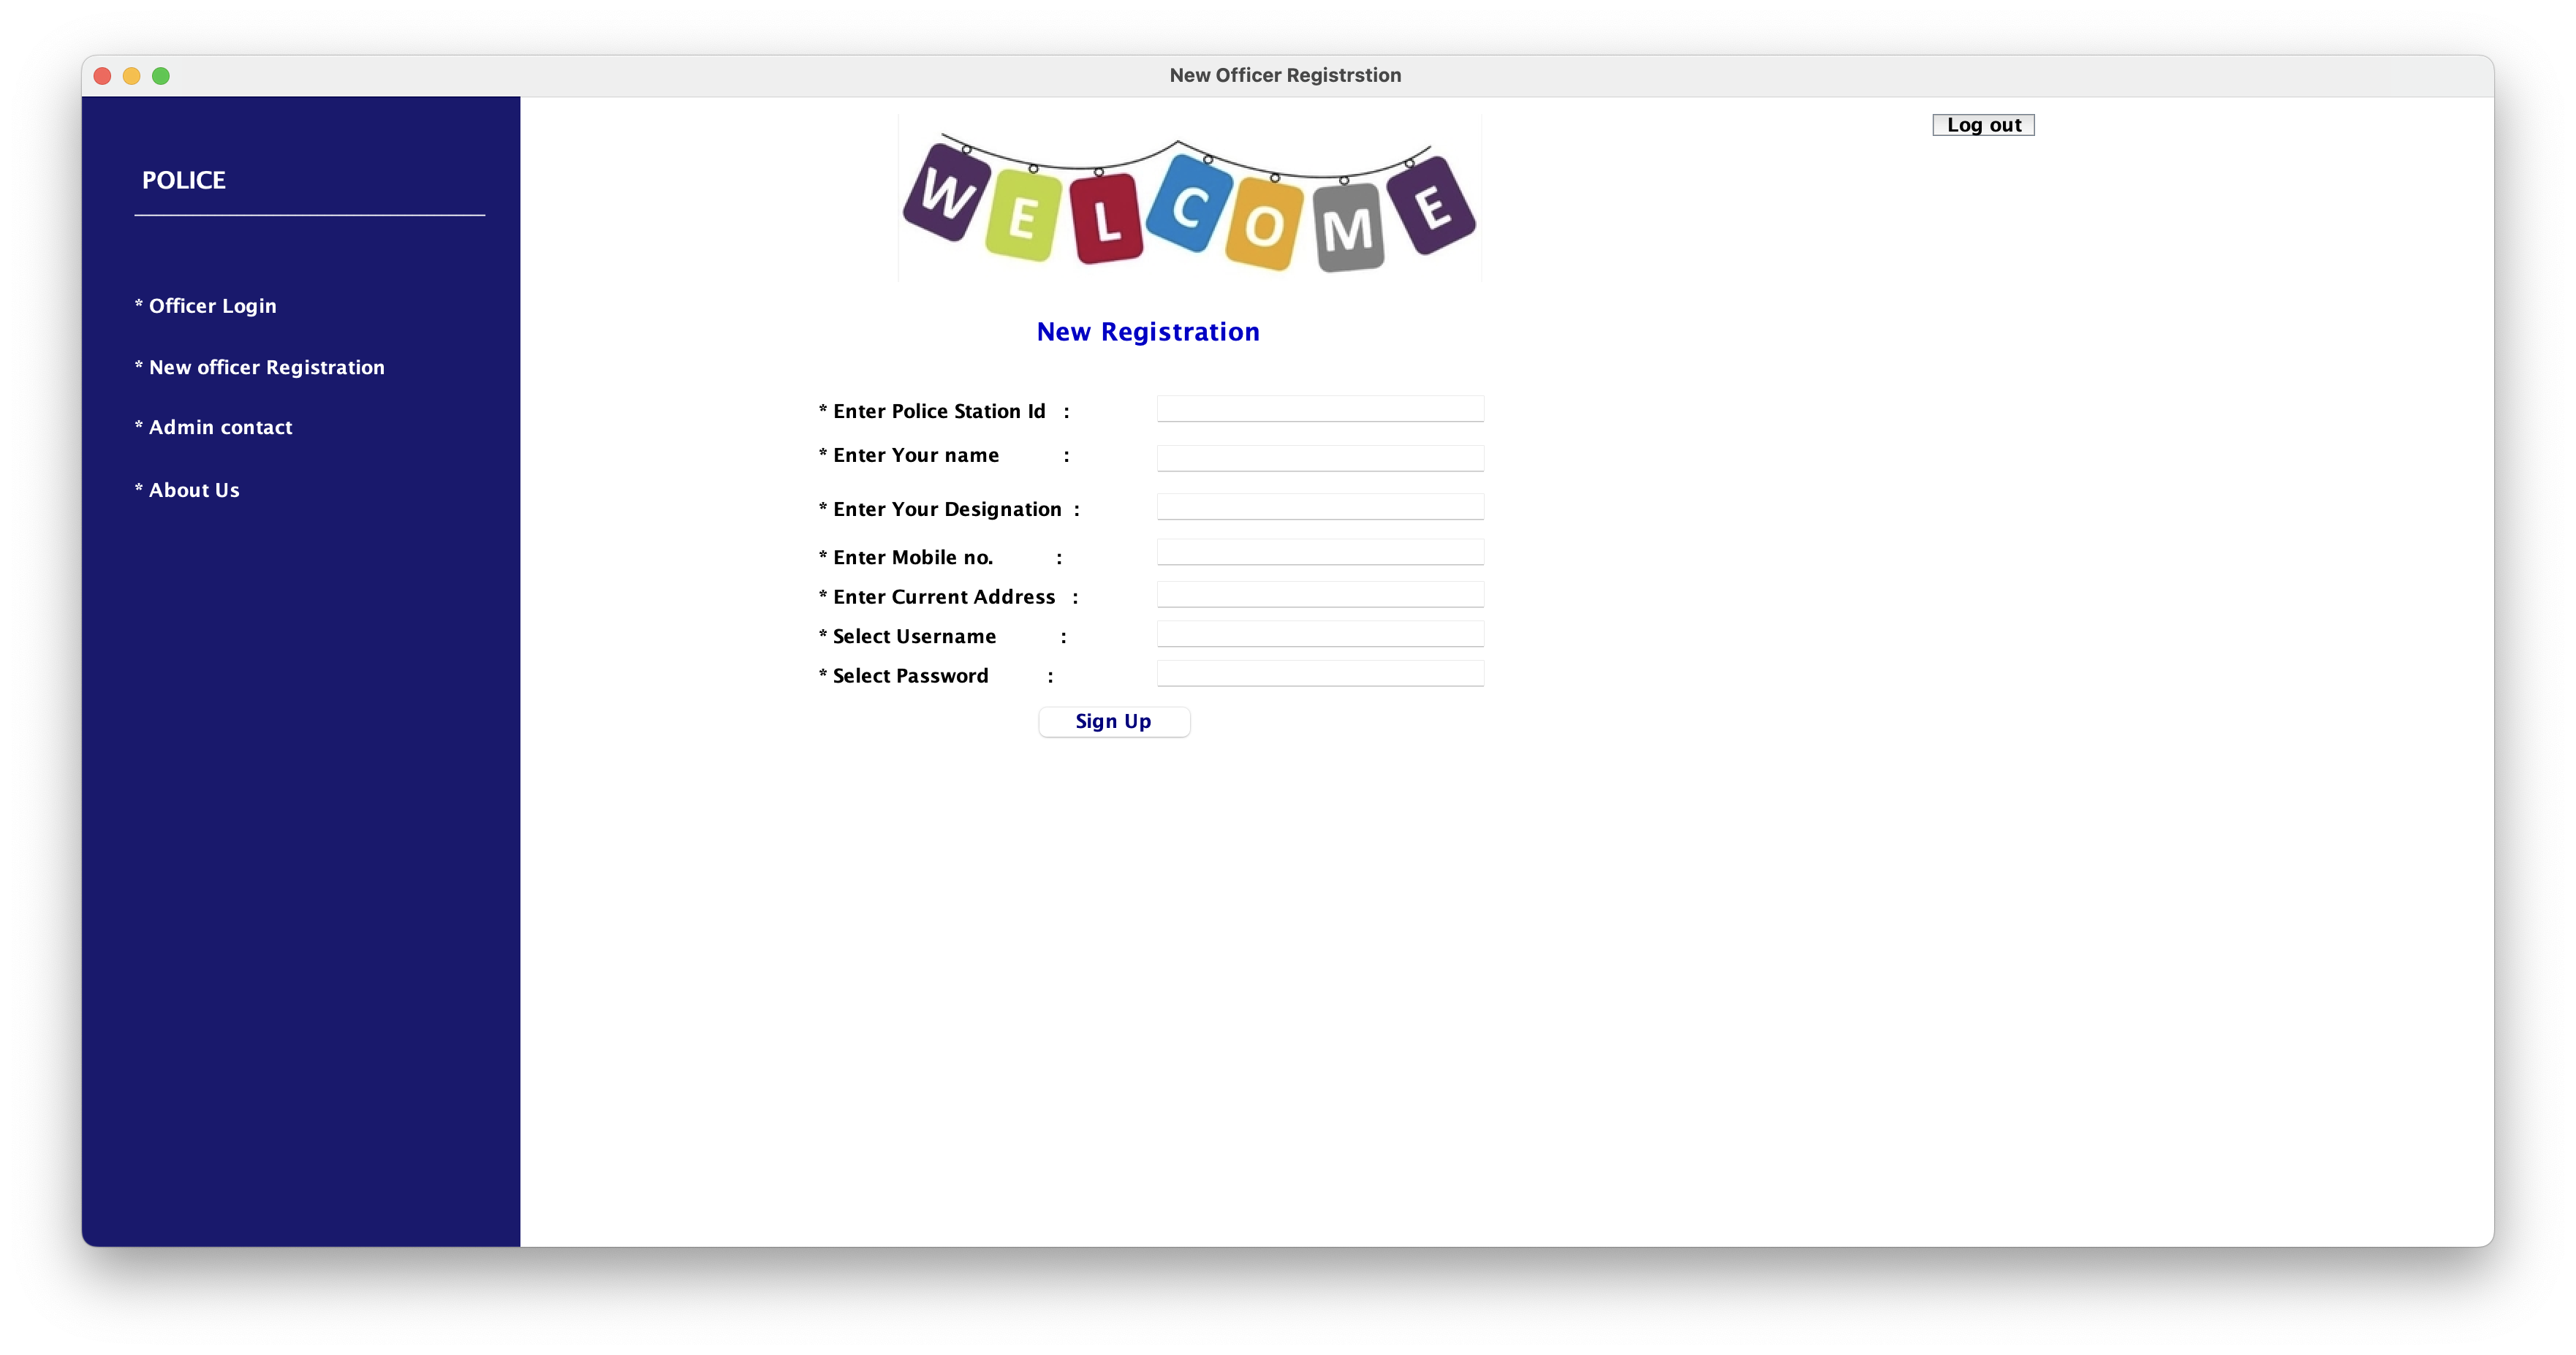 New Officer Registrstion
POLICE
* Officer Login
* New officer Registration
* Admin contact
* About Us
WELCOME
Log out
New Registration
* Enter Police Station Id :
* Enter Your name :
* Enter Your Designation :
* Enter Mobile no. :
* Enter Current Address :
* Select Username :
* Select Password :
Sign Up